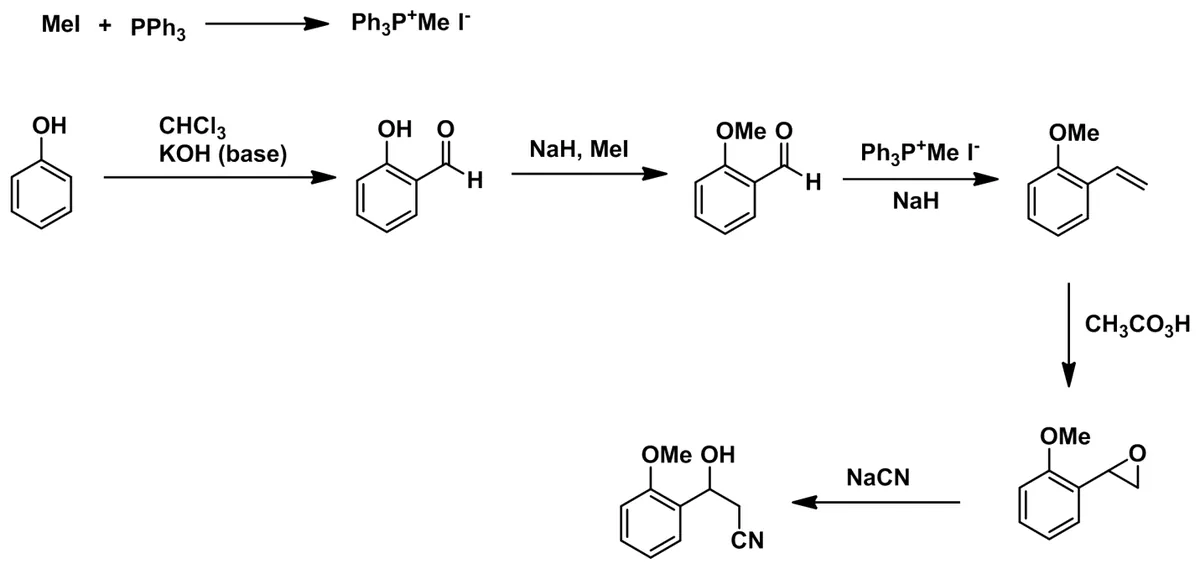 MeI + PPh3 Ph3P+Me I-
OH
CHCl3
KOH (base)
OH O
H
NaH, MeI
OMe O
H
Ph3P+Me I-
NaH
OMe
CH3CO3H
OMe
O
NaCN
OMe OH
CN